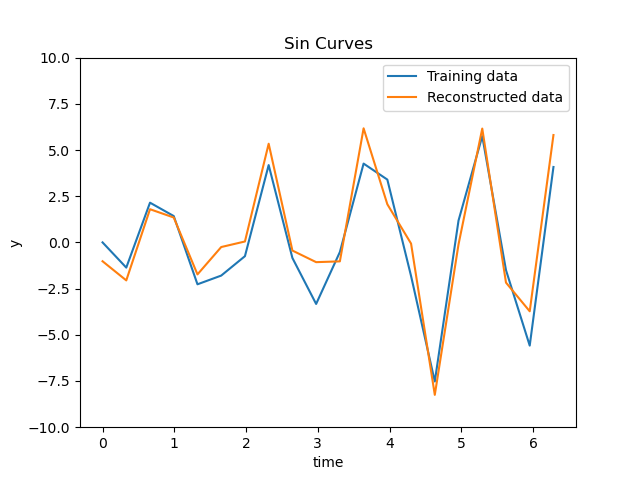 Sin Curves
Training data
Reconstructed data
10.0
7.5
5.0
2.5
0.0
−2.5
−5.0
−7.5
−10.0
y
0 1 2 3 4 5 6
time